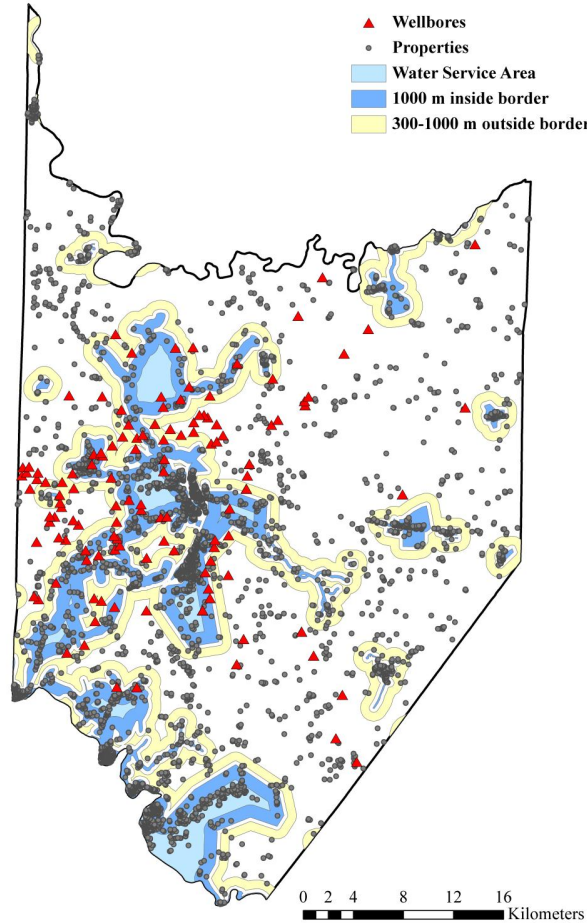 Wellbores
Properties
Water Service Area
1000 m inside border
300-1000 m outside border
0 2 4 8 12 16
Kilometers